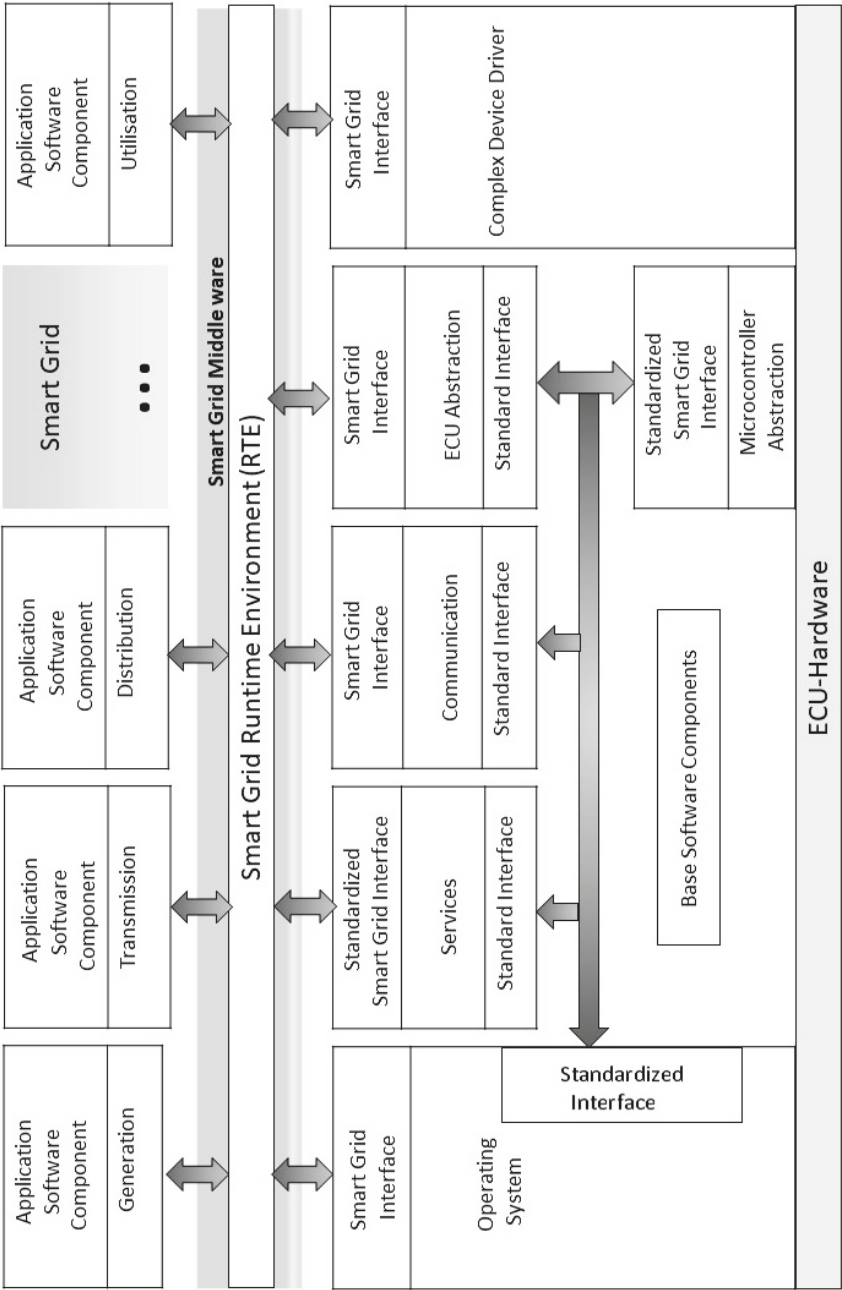 Application
Software
Component
Generation
Application
Software
Component
Transmission
Application
Software
Component
Distribution
Smart Grid
...
Application
Software
Component
Utilisation
Smart Grid Middle ware
Smart Grid Runtime Environment (RTE)
Smart Grid
Interface
Operating
System
Standardized
Interface
Standardized
Smart Grid Interface
Services
Standard Interface
Smart Grid
Interface
Communication
Standard Interface
Smart Grid
Interface
ECU Abstraction
Standard Interface
Smart Grid
Interface
Complex Device Driver
Base Software Components
Standardized
Smart Grid
Interface
Microcontroller
Abstraction
ECU-Hardware